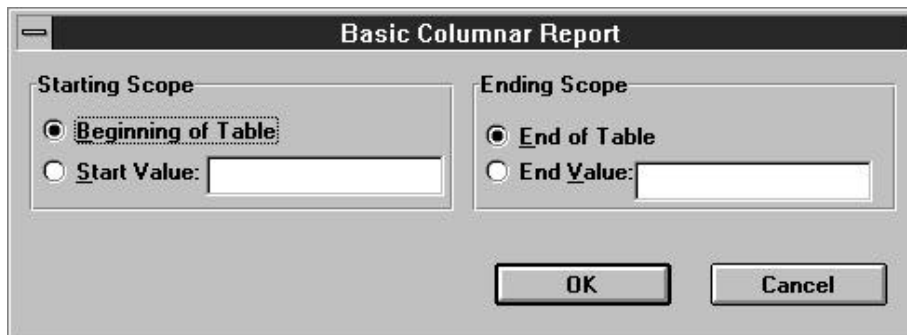 Basic Columnar Report
Starting Scope
Beginning of Table
Start Value:
Ending Scope
End of Table
End Value:
OK
Cancel